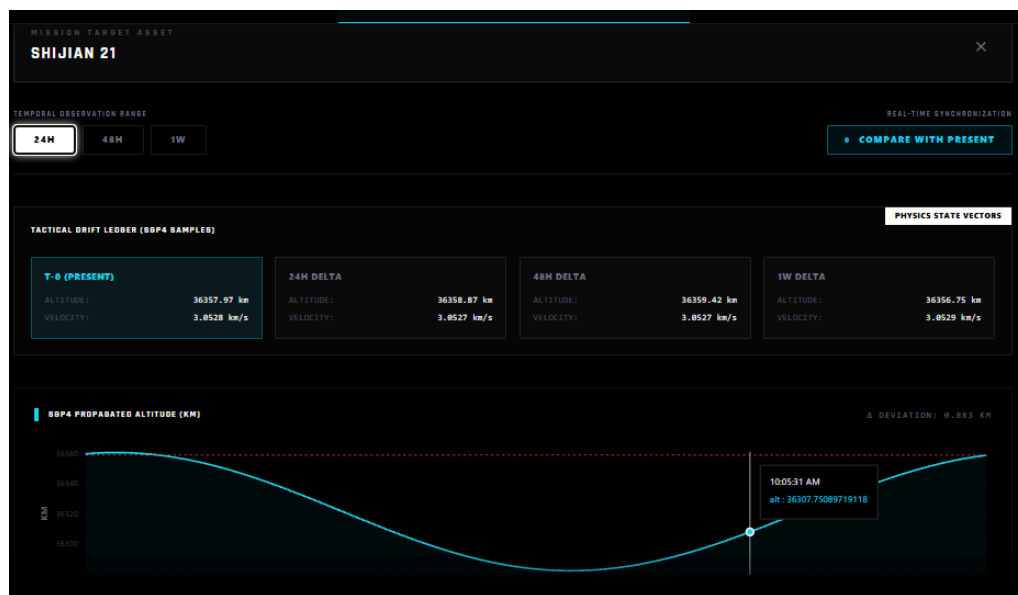 MISSION TARGET ASSET
SHIJIAN 21
×
TEMPORAL OBSERVATION RANGE
REAL-TIME SYNCHRONIZATION
24H 48H 1W
COMPARE WITH PRESENT
PHYSICS STATE VECTORS
TACTICAL DRIFT LEDGER (SGP4 SAMPLES)
T-0 (PRESENT)
ALTITUDE: 36357.97 km
VELOCITY: 3.0528 km/s
24H DELTA
ALTITUDE: 36358.87 km
VELOCITY: 3.0527 km/s
48H DELTA
ALTITUDE: 36359.42 km
VELOCITY: 3.0527 km/s
1W DELTA
ALTITUDE: 36356.75 km
VELOCITY: 3.0529 km/s
SGP4 PROPAGATED ALTITUDE (KM)
Δ DEVIATION: 0.883 KM
36360
36340
36320
36300
KM
10:05:31 AM
alt : 36307.75089719118